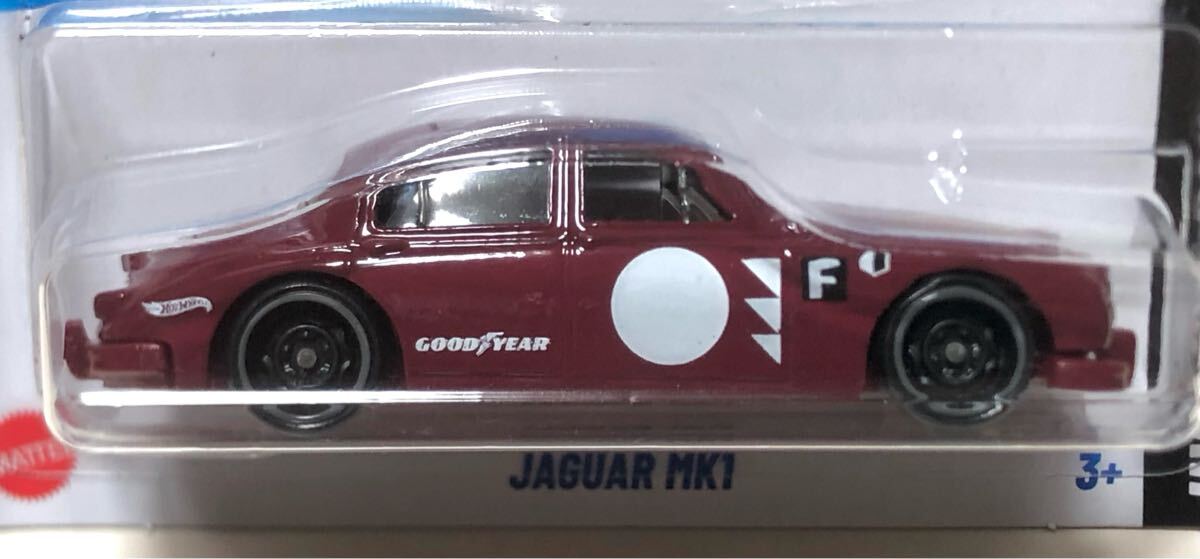 F
Hot Wheels
GOODYEAR
MATTEL
JAGUAR MK1
3+